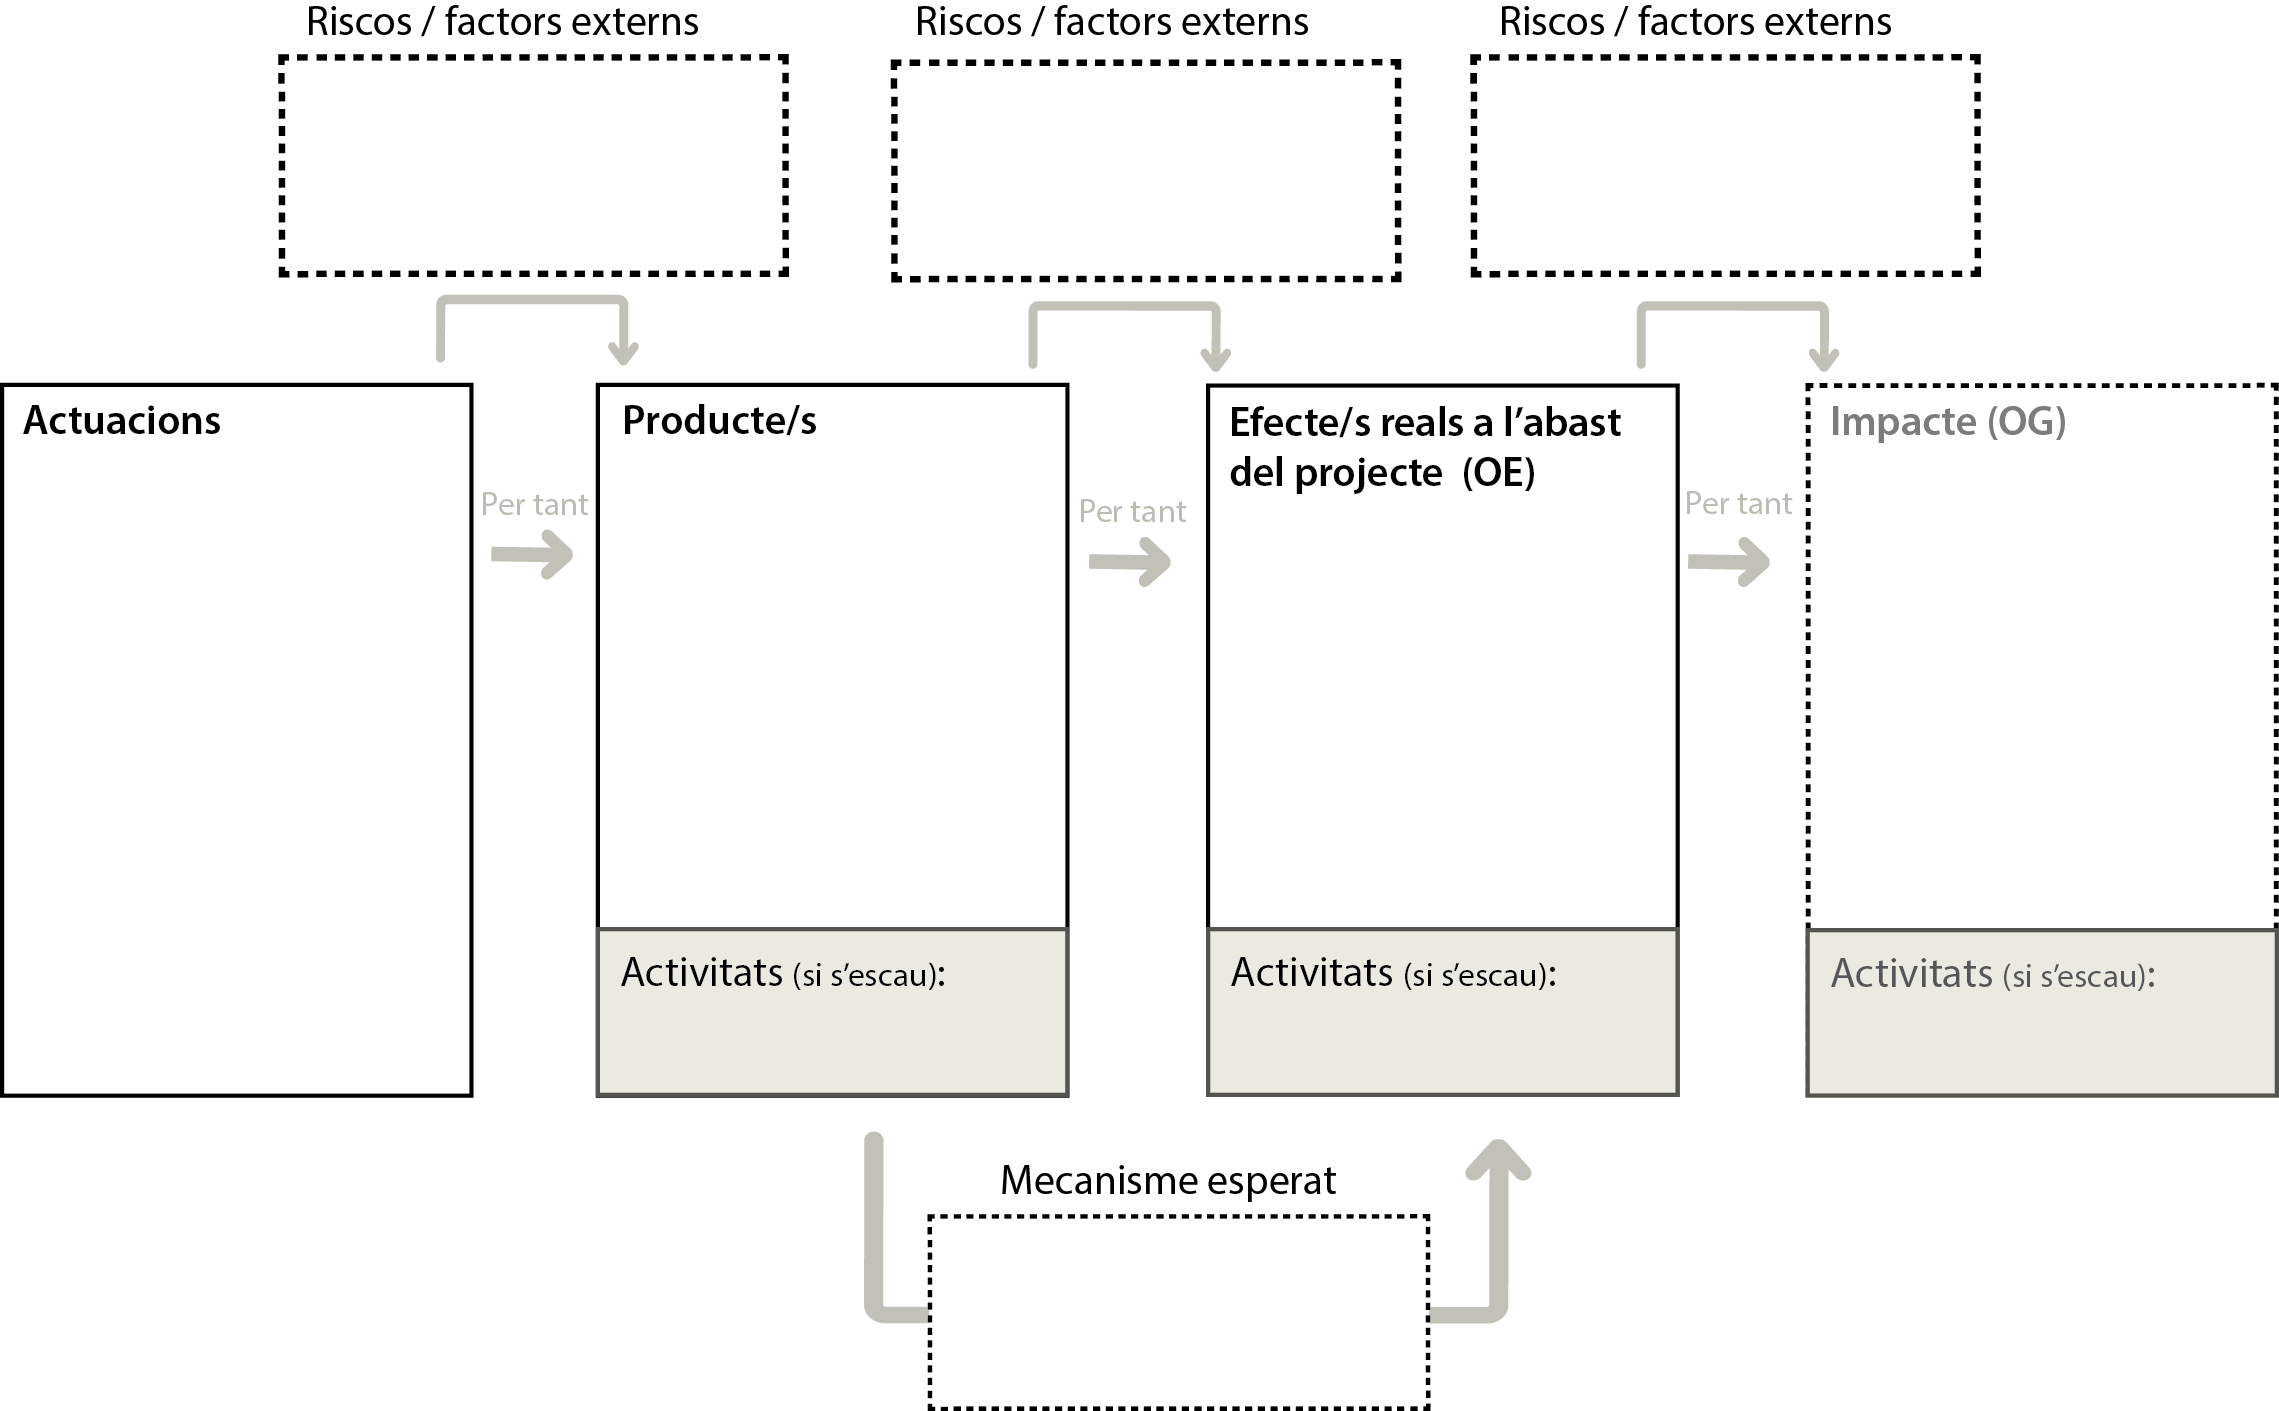 Riscos / factors externs
Riscos / factors externs
Riscos / factors externs
Actuacions
Per tant
Producte/s
Per tant
Efecte/s reals a l’abast
del projecte (OE)
Per tant
Impacte (OG)
Activitats (si s’escau):
Activitats (si s’escau):
Activitats (si s’escau):
Mecanisme esperat